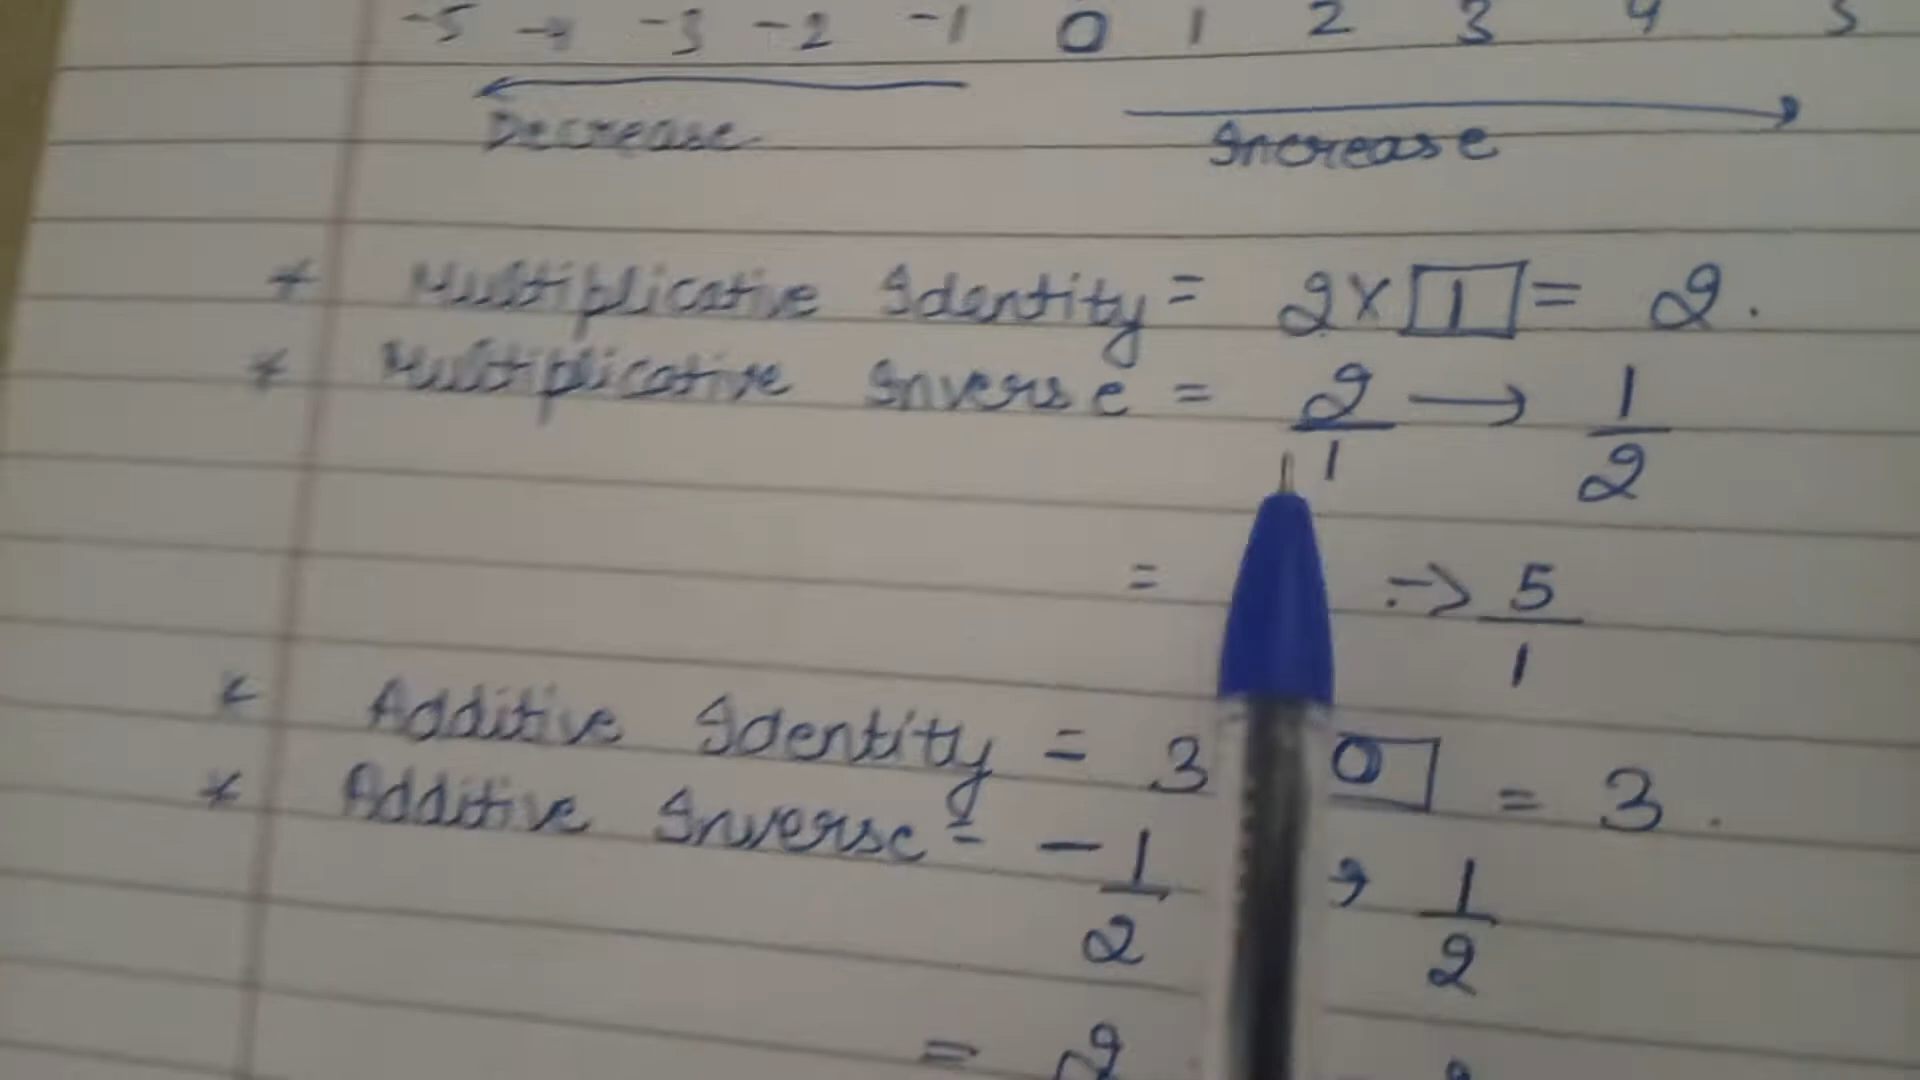 -5 -4 -3 -2 -1 0 1 2 3 4 5
Decrease Increase
* Multiplicative Identity = 2 × 1 = 2.
* Multiplicative Inverse = 2/1 → 1/2
= → 5/1
* Additive Identity = 3 0 = 3.
* Additive Inverse = -1/2 , 1/2
= 2